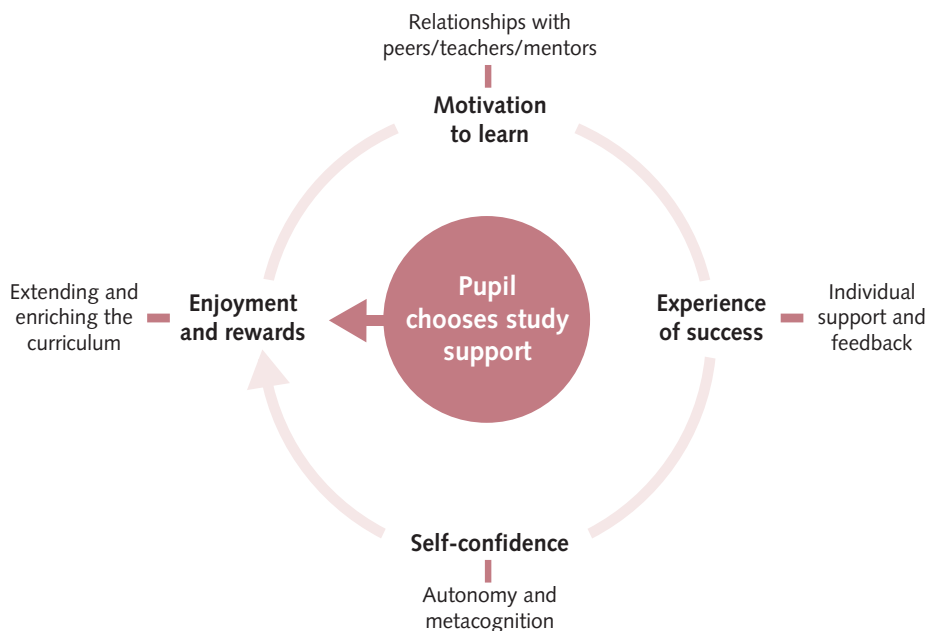 Relationships with
peers/teachers/mentors
Motivation
to learn
Extending and
enriching the
curriculum
Enjoyment
and rewards
Pupil
chooses study
support
Experience
of success
Individual
support and
feedback
Self-confidence
Autonomy and
metacognition